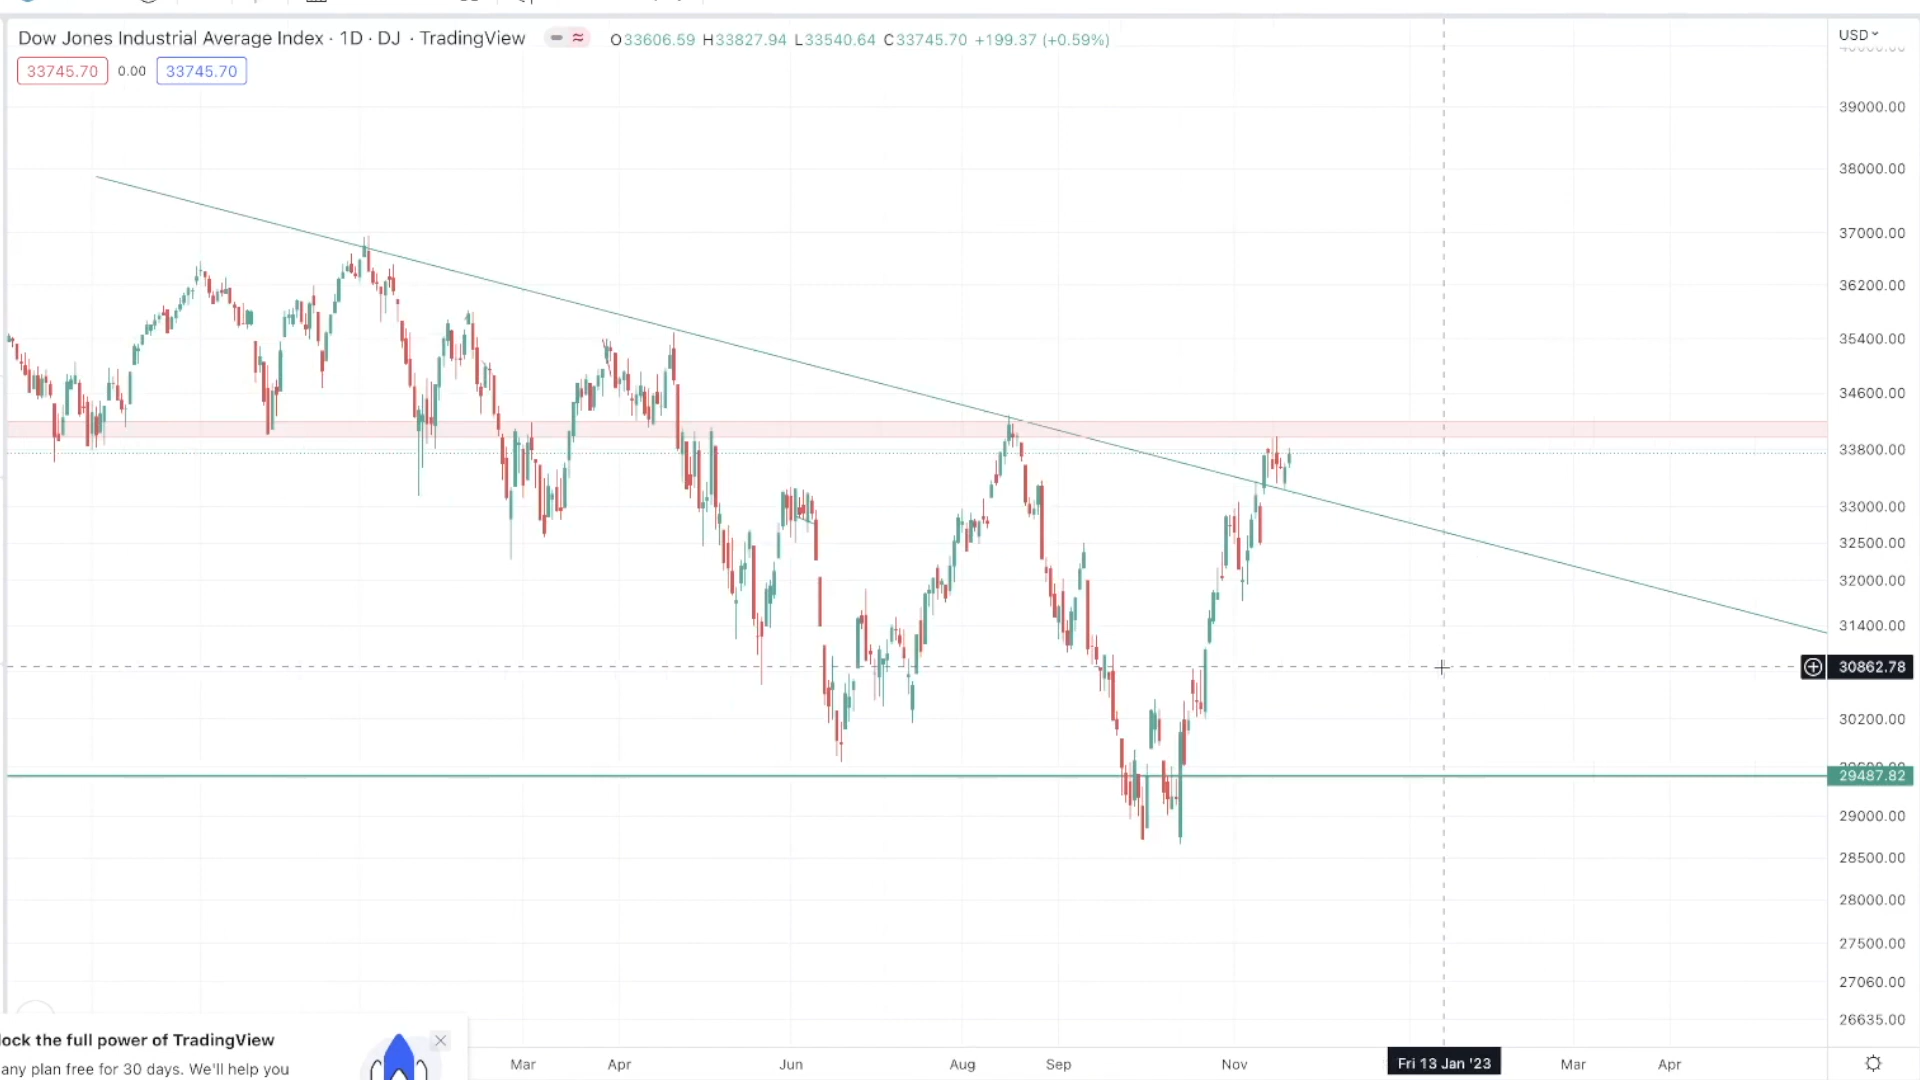 Dow Jones Industrial Average Index · 1D · DJ · TradingView
O33606.59 H33827.94 L33540.64 C33745.70 +199.37 (+0.59%)
USD
33745.70 0.00 33745.70
39000.00
38000.00
37000.00
36200.00
35400.00
34600.00
33800.00
33000.00
32500.00
32000.00
31400.00
30862.78
30200.00
29487.82
29000.00
28500.00
28000.00
27500.00
27060.00
26635.00
lock the full power of TradingView
any plan free for 30 days. We'll help you
Mar Apr Jun Aug Sep Nov Fri 13 Jan '23 Mar Apr